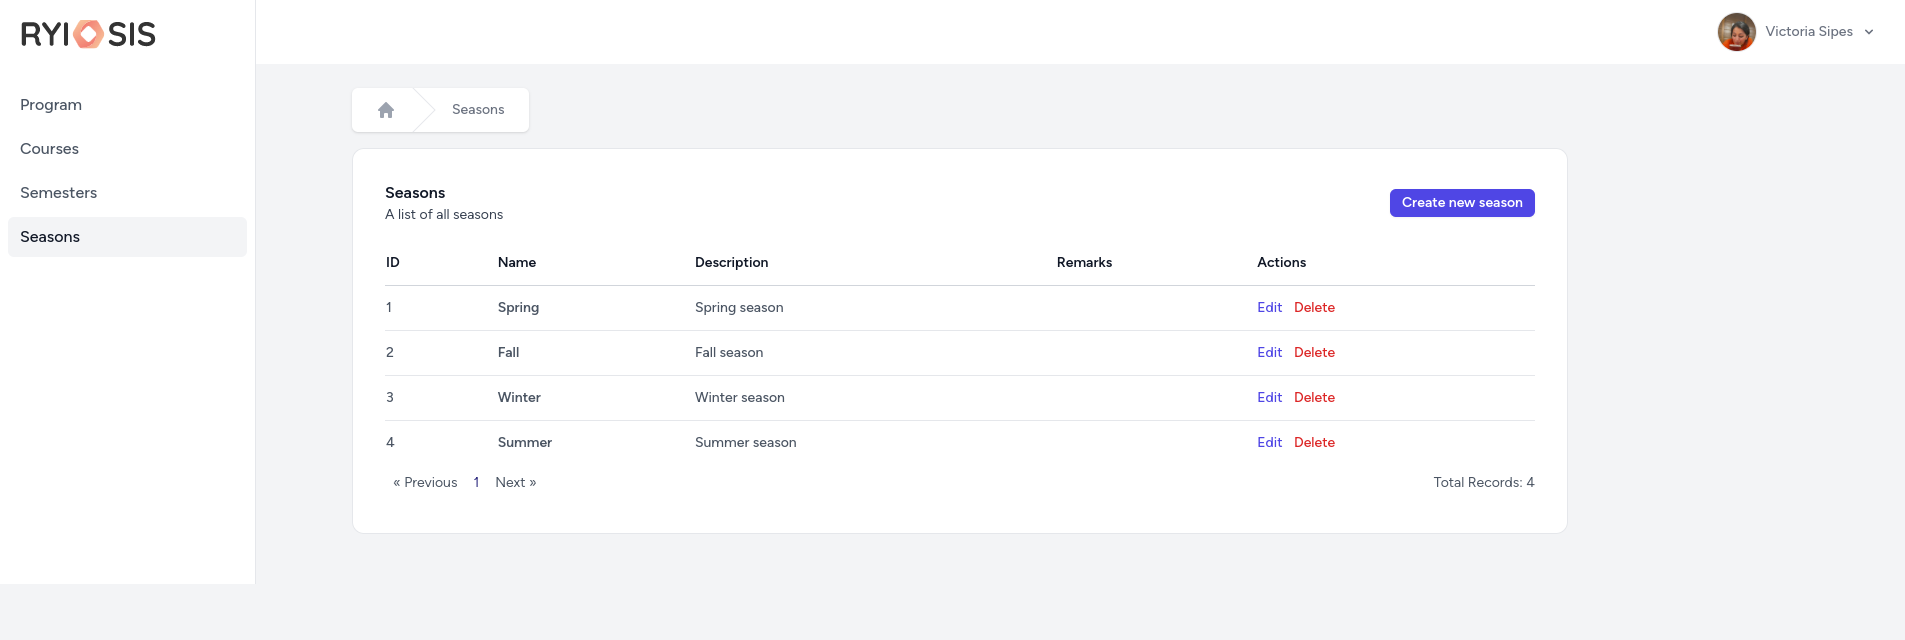 RYIOSIS
Victoria Sipes
Program
Courses
Semesters
Seasons
Seasons
Seasons
A list of all seasons
Create new season
ID Name Description Remarks Actions
1 Spring Spring season Edit Delete
2 Fall Fall season Edit Delete
3 Winter Winter season Edit Delete
4 Summer Summer season Edit Delete
« Previous 1 Next » Total Records: 4